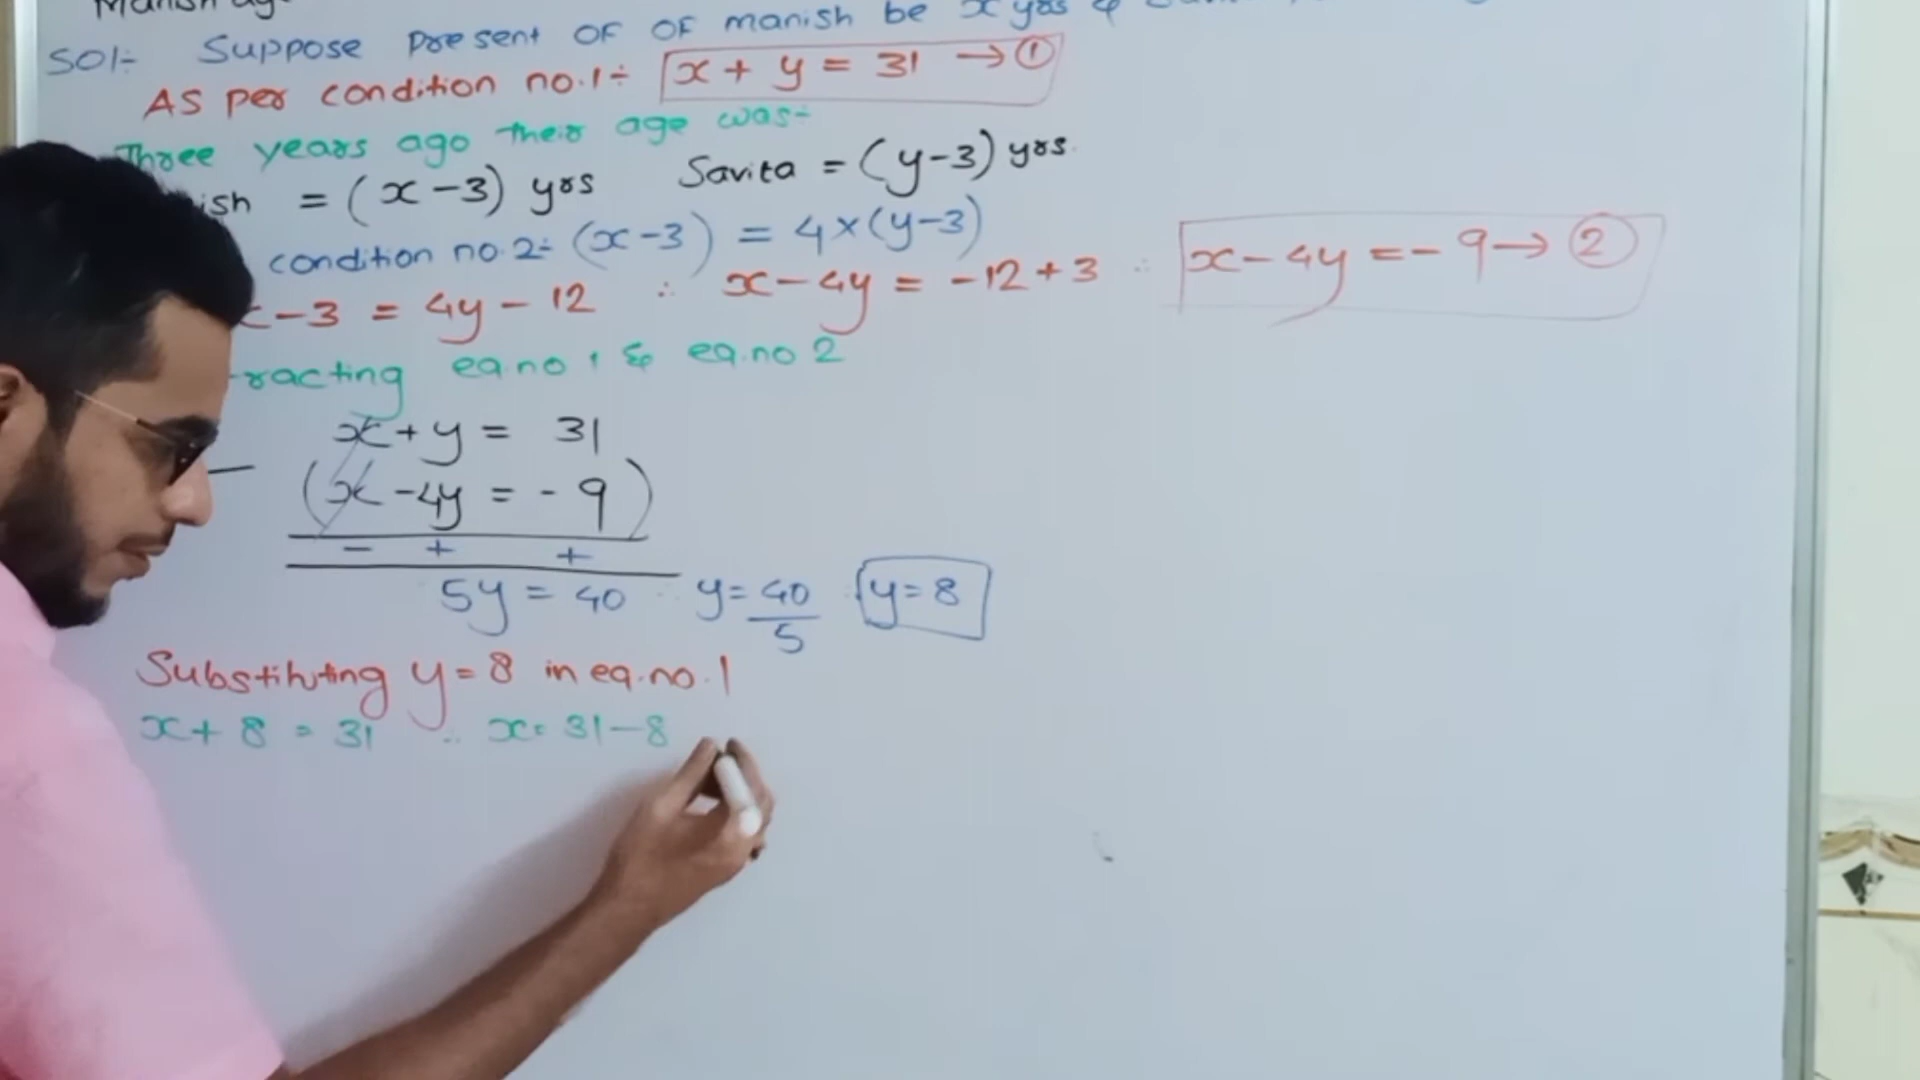 SOl:- Suppose present of OF manish be x yrs &
As per condition no.1÷ x + y = 31 → ①
Three years ago their age was-
ish = (x - 3) yrs Savita = (y-3) yrs.
condition no.2÷ (x-3) = 4×(y-3)
x-3 = 4y - 12 ∴ x - 4y = -12 + 3 ∴ x - 4y = - 9 → ②
racting eq.no 1 & eq.no 2
x + y = 31
— (x - 4y = - 9)
- + +
5y = 40 y = 40/5 y = 8
Substituting y = 8 in eq.no.1
x + 8 = 31 ∴ x = 31 - 8